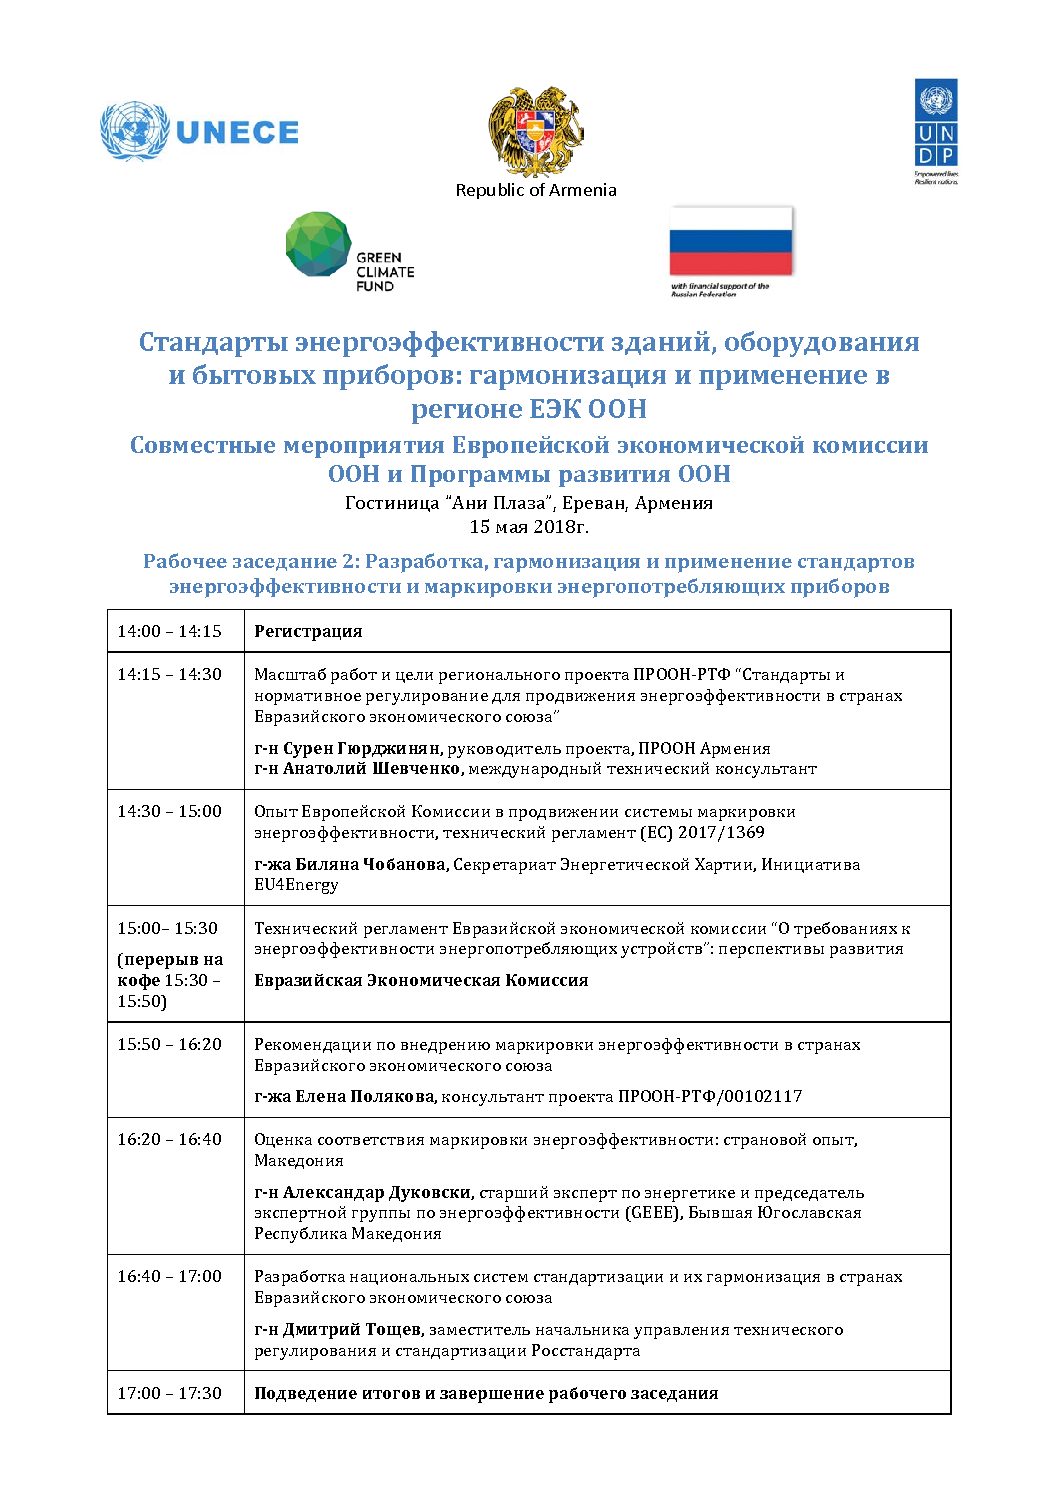 UNECE
Republic of Armenia
UN
DP
Empowered lives.
Resilient nations.
GREEN
CLIMATE
FUND
with financial support of the
Russian Federation
Стандарты энергоэффективности зданий, оборудования
и бытовых приборов: гармонизация и применение в
регионе ЕЭК ООН
Совместные мероприятия Европейской экономической комиссии
ООН и Программы развития ООН
Гостиница “Ани Плаза”, Ереван, Армения
15 мая 2018г.
Рабочее заседание 2: Разработка, гармонизация и применение стандартов
энергоэффективности и маркировки энергопотребляющих приборов
14:00 – 14:15 Регистрация
14:15 – 14:30 Масштаб работ и цели регионального проекта ПРООН-РТФ “Стандарты и
нормативное регулирование для продвижения энергоэффективности в странах
Евразийского экономического союза”
г-н Сурен Гюрджинян, руководитель проекта, ПРООН Армения
г-н Анатолий Шевченко, международный технический консультант
14:30 – 15:00 Опыт Европейской Комиссии в продвижении системы маркировки
энергоэффективности, технический регламент (ЕС) 2017/1369
г-жа Биляна Чобанова, Секретариат Энергетической Хартии, Инициатива
EU4Energy
15:00– 15:30
(перерыв на
кофе 15:30 –
15:50)
Технический регламент Евразийской экономической комиссии “О требованиях к
энергоэффективности энергопотребляющих устройств”: перспективы развития
Евразийская Экономическая Комиссия
15:50 – 16:20 Рекомендации по внедрению маркировки энергоэффективности в странах
Евразийского экономического союза
г-жа Елена Полякова, консультант проекта ПРООН-РТФ/00102117
16:20 – 16:40 Оценка соответствия маркировки энергоэффективности: страновой опыт,
Македония
г-н Александар Дуковски, старший эксперт по энергетике и председатель
экспертной группы по энергоэффективности (GEEE), Бывшая Югославская
Республика Македония
16:40 – 17:00 Разработка национальных систем стандартизации и их гармонизация в странах
Евразийского экономического союза
г-н Дмитрий Тощев, заместитель начальника управления технического
регулирования и стандартизации Росстандарта
17:00 – 17:30 Подведение итогов и завершение рабочего заседания